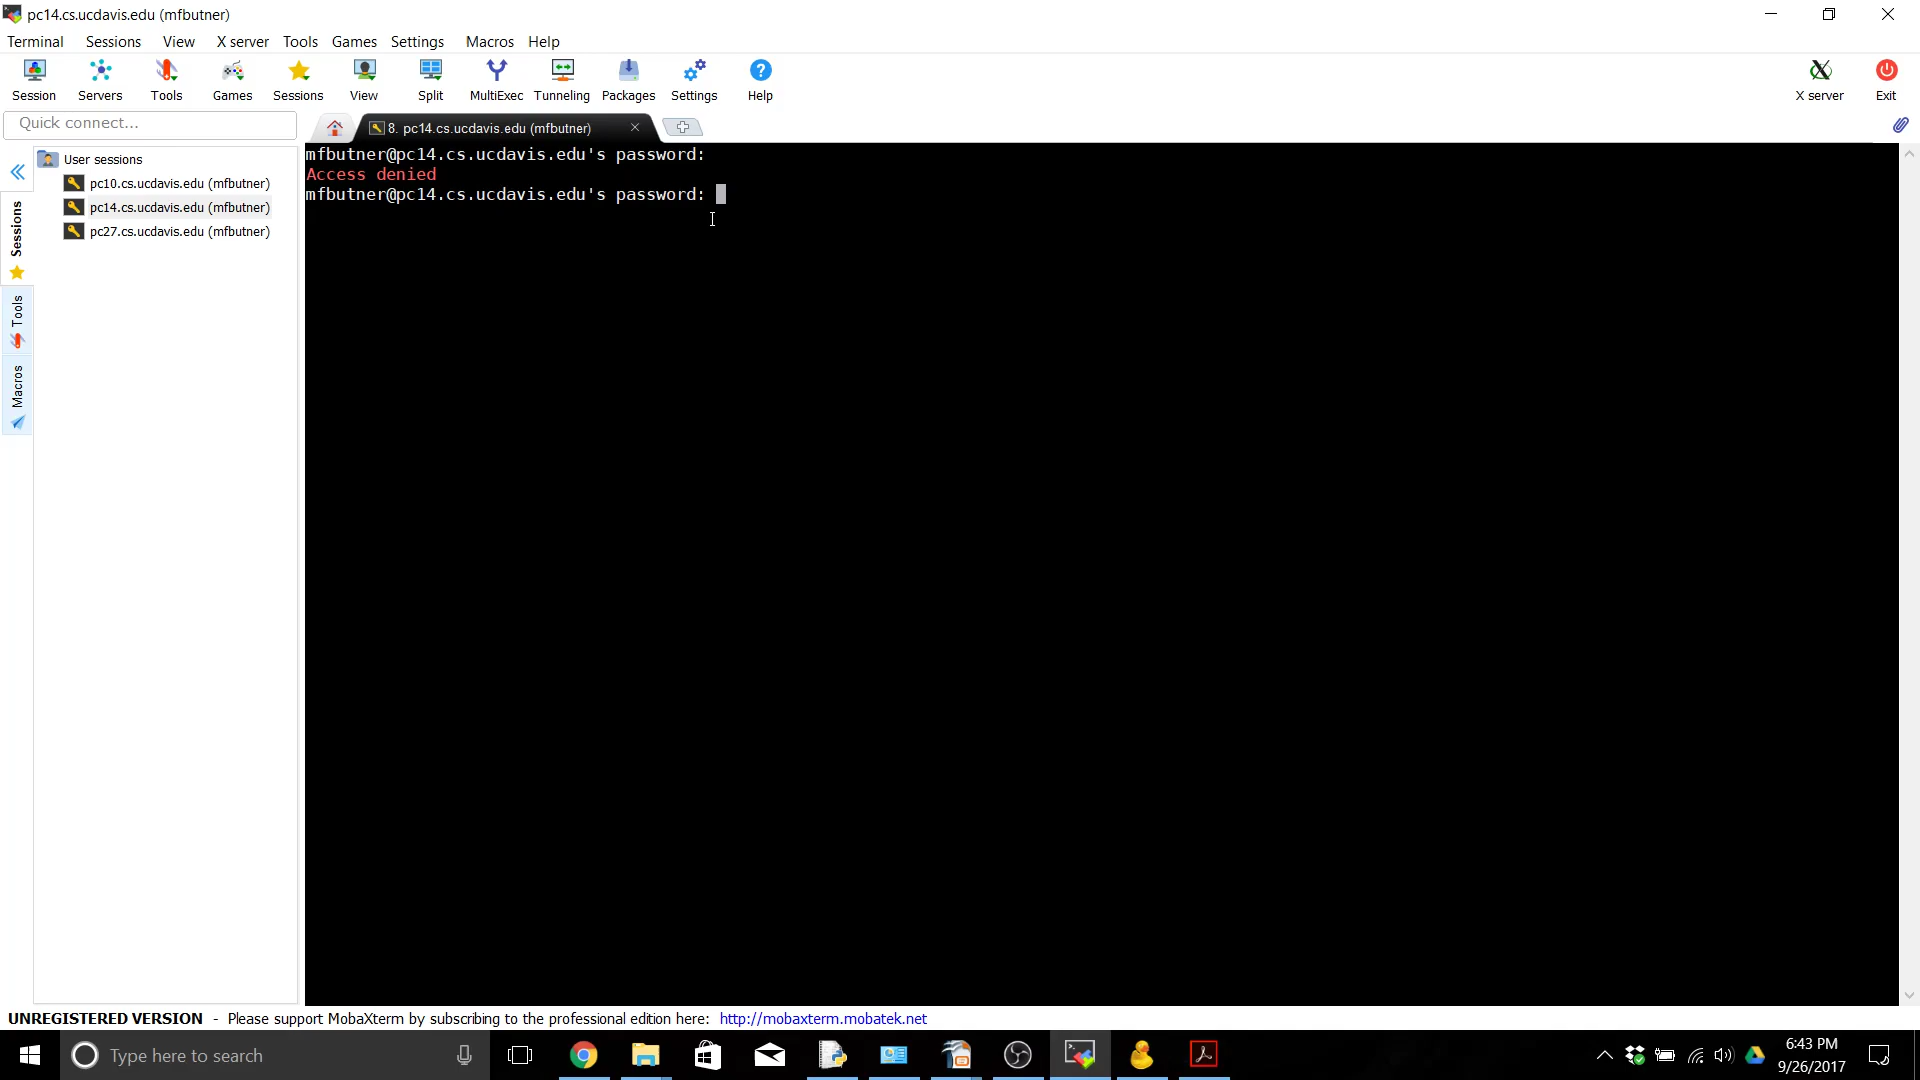 pc14.cs.ucdavis.edu (mfbutner)
Terminal Sessions View X server Tools Games Settings Macros Help
Session Servers Tools Games Sessions View Split MultiExec Tunneling Packages Settings Help X server Exit
Quick connect...
8. pc14.cs.ucdavis.edu (mfbutner)
User sessions
pc10.cs.ucdavis.edu (mfbutner)
pc14.cs.ucdavis.edu (mfbutner)
pc27.cs.ucdavis.edu (mfbutner)
Sessions
Tools
Macros
mfbutner@pc14.cs.ucdavis.edu's password:
Access denied
mfbutner@pc14.cs.ucdavis.edu's password:
UNREGISTERED VERSION - Please support MobaXterm by subscribing to the professional edition here: http://mobaxterm.mobatek.net
Type here to search
6:43 PM
9/26/2017